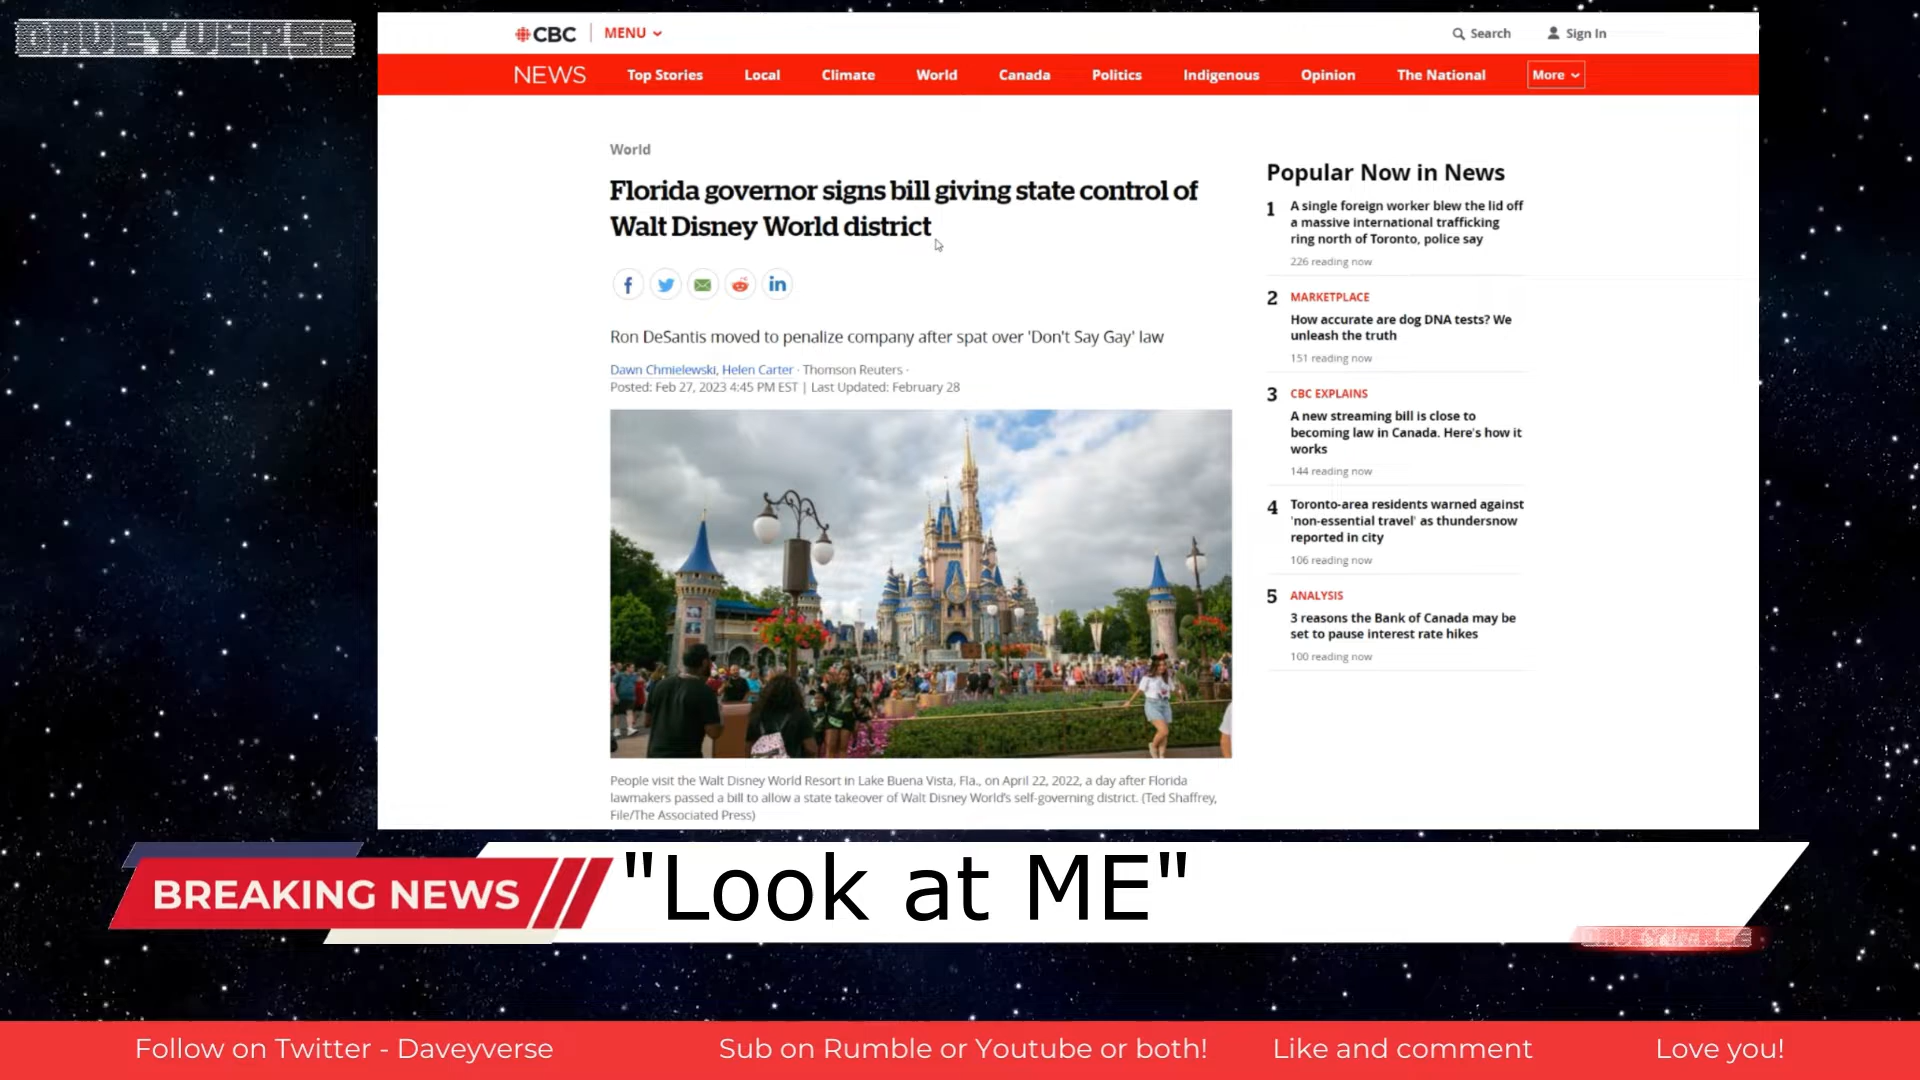 DAVEYVERSE
CBC MENU
Search Sign In
NEWS Top Stories Local Climate World Canada Politics Indigenous Opinion The National More
World
Florida governor signs bill giving state control of
Walt Disney World district
Ron DeSantis moved to penalize company after spat over 'Don't Say Gay' law
Dawn Chmielewski, Helen Carter · Thomson Reuters ·
Posted: Feb 27, 2023 4:45 PM EST | Last Updated: February 28
People visit the Walt Disney World Resort in Lake Buena Vista, Fla., on April 22, 2022, a day after Florida
lawmakers passed a bill to allow a state takeover of Walt Disney World's self-governing district. (Ted Shaffrey,
File/The Associated Press)
Popular Now in News
1 A single foreign worker blew the lid off
a massive international trafficking
ring north of Toronto, police say
226 reading now
2 MARKETPLACE
How accurate are dog DNA tests? We
unleash the truth
151 reading now
3 CBC EXPLAINS
A new streaming bill is close to
becoming law in Canada. Here's how it
works
144 reading now
4 Toronto-area residents warned against
'non-essential travel' as thundersnow
reported in city
106 reading now
5 ANALYSIS
3 reasons the Bank of Canada may be
set to pause interest rate hikes
100 reading now
BREAKING NEWS "Look at ME"
DAVEYVERSE
Follow on Twitter - Daveyverse Sub on Rumble or Youtube or both! Like and comment Love you!